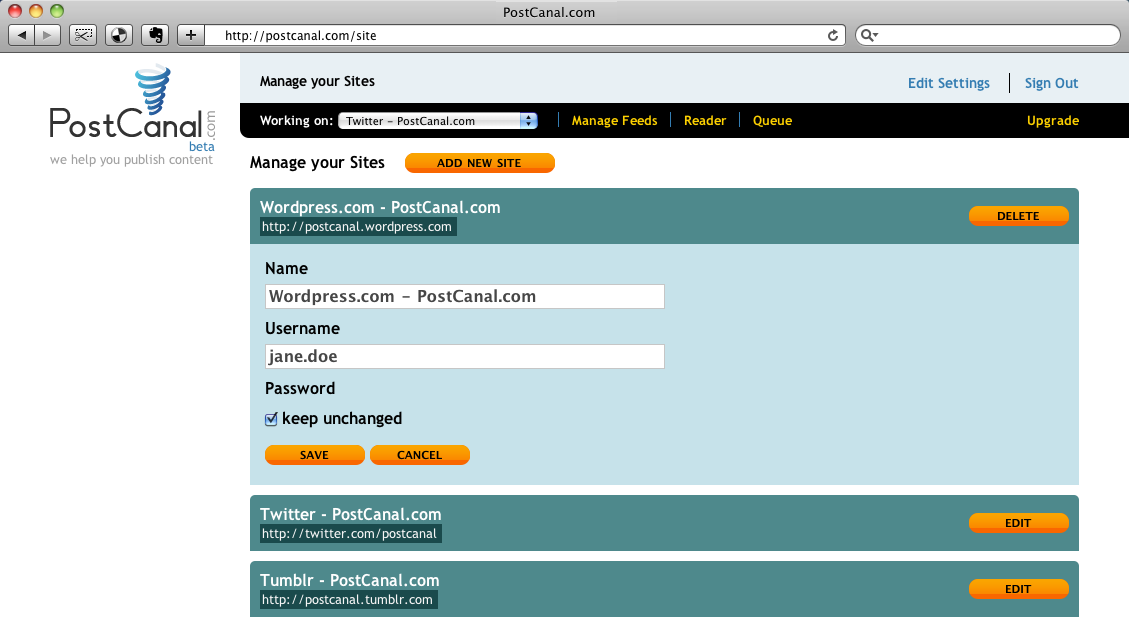 PostCanal.com
http://postcanal.com/site
PostCanal.com
beta
we help you publish content
Manage your Sites
Edit Settings
Sign Out
Working on: Twitter – PostCanal.com
Manage Feeds
Reader
Queue
Upgrade
Manage your Sites
ADD NEW SITE
Wordpress.com - PostCanal.com
http://postcanal.wordpress.com
DELETE
Name
Wordpress.com – PostCanal.com
Username
jane.doe
Password
keep unchanged
SAVE
CANCEL
Twitter - PostCanal.com
http://twitter.com/postcanal
EDIT
Tumblr - PostCanal.com
http://postcanal.tumblr.com
EDIT